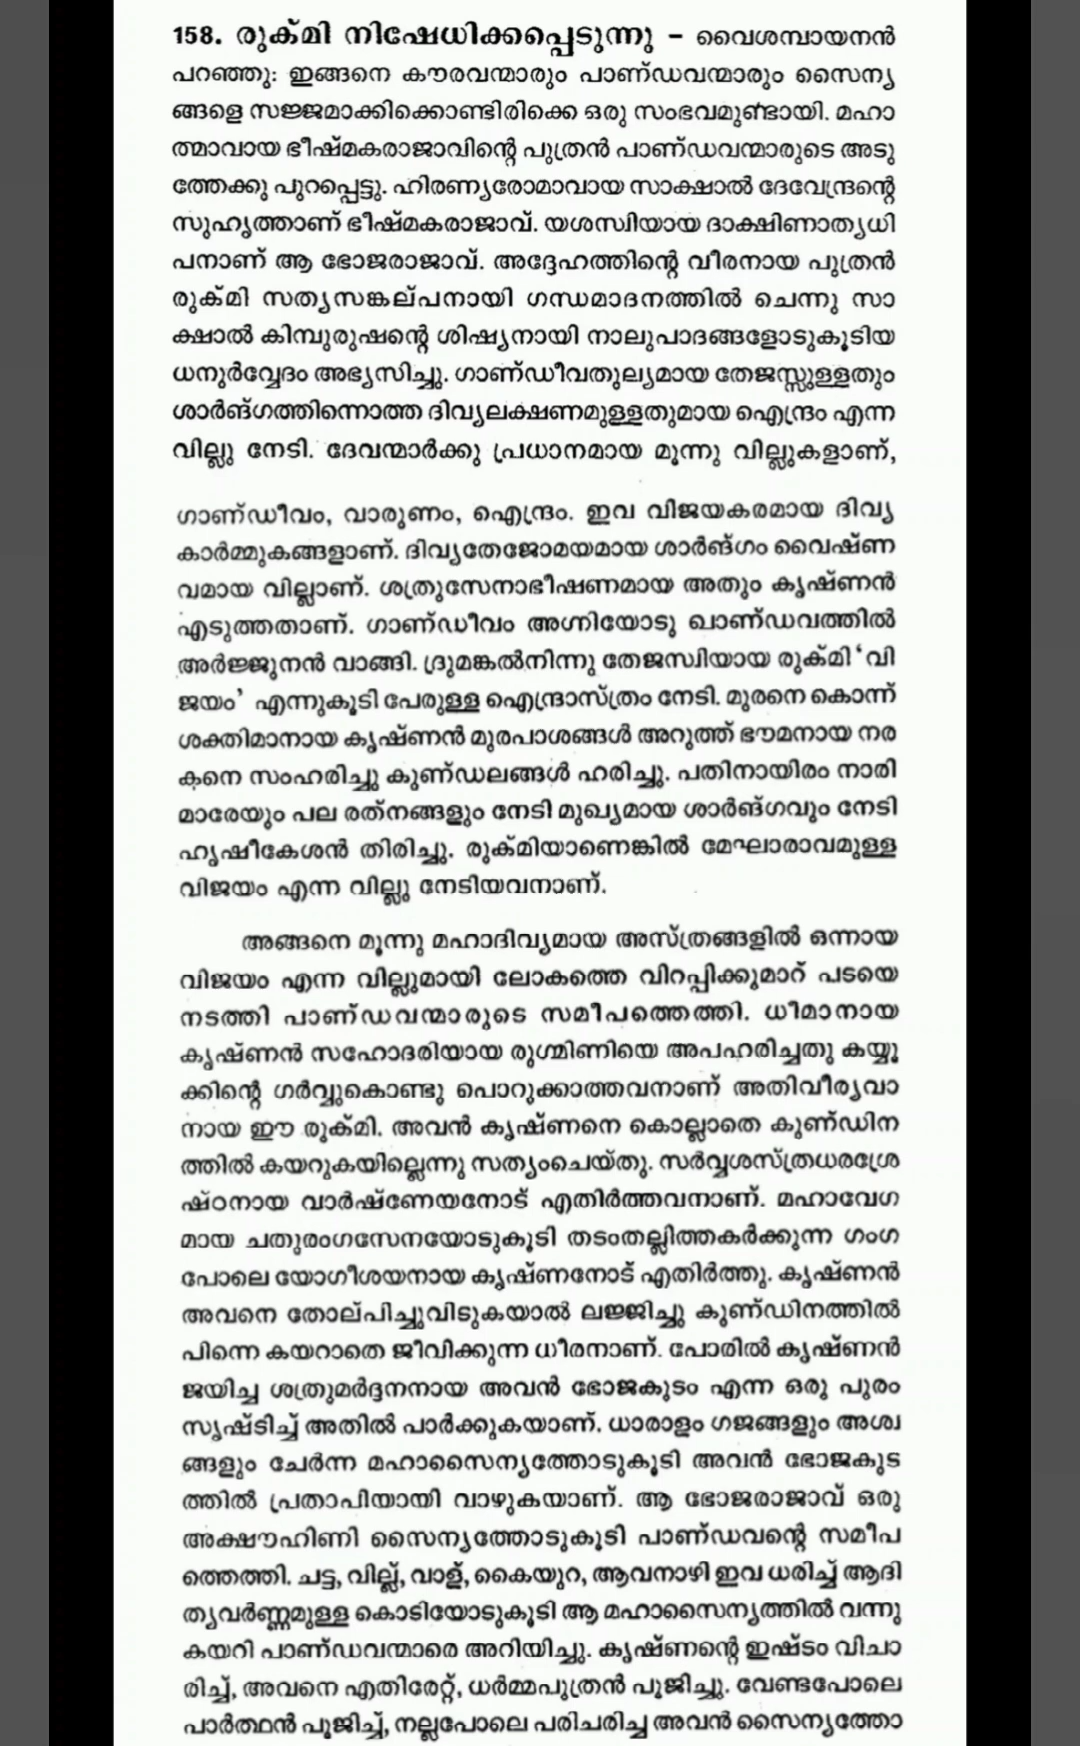 158. രുക്മി നിഷേധിക്കപ്പെടുന്നു – വൈശമ്പായനൻ
പറഞ്ഞു: ഇങ്ങനെ കൗരവന്മാരും പാണ്ഡവന്മാരും സൈന്യ
ങ്ങളെ സജ്ജമാക്കിക്കൊണ്ടിരിക്കെ ഒരു സംഭവമുണ്ടായി. മഹാ
ത്മാവായ ഭീഷ്മകരാജാവിന്റെ പുത്രൻ പാണ്ഡവന്മാരുടെ അടു
ത്തേക്കു പുറപ്പെട്ടു. ഹിരണ്യരോമാവായ സാക്ഷാൽ ദേവേന്ദ്രന്റെ
സുഹൃത്താണ് ഭീഷ്മകരാജാവ്. യശസ്വിയായ ദാക്ഷിണാത്യധി
പനാണ് ആ ഭോജരാജാവ്. അദ്ദേഹത്തിന്റെ വീരനായ പുത്രൻ
രുക്മി സത്യസങ്കല്പനായി ഗന്ധമാദനത്തിൽ ചെന്നു സാ
ക്ഷാൽ കിമ്പുരുഷന്റെ ശിഷ്യനായി നാലുപാദങ്ങളോടുകൂടിയ
ധനുർവ്വേദം അഭ്യസിച്ചു. ഗാണ്ഡീവതുല്യമായ തേജസ്സുള്ളതും
ശാർങ്ഗത്തിന്നൊത്ത ദിവ്യലക്ഷണമുള്ളതുമായ ഐന്ദ്രം എന്ന
വില്ലു നേടി. ദേവന്മാർക്കു പ്രധാനമായ മൂന്നു വില്ലുകളാണ്,
ഗാണ്ഡീവം, വാരുണം, ഐന്ദ്രം. ഇവ വിജയകരമായ ദിവ്യ
കാർമ്മുകങ്ങളാണ്. ദിവ്യതേജോമയമായ ശാർങ്ഗം വൈഷ്ണ
വമായ വില്ലാണ്. ശത്രുസേനാഭീഷണമായ അതും കൃഷ്ണൻ
എടുത്തതാണ്. ഗാണ്ഡീവം അഗ്നിയോടു ഖാണ്ഡവത്തിൽ
അർജ്ജുനൻ വാങ്ങി. ദ്രുമങ്കൽനിന്നു തേജസ്വിയായ രുക്മി ‘വി
ജയം’ എന്നുകൂടി പേരുള്ള ഐന്ദ്രാസ്ത്രം നേടി. മുരനെ കൊന്ന്
ശക്തിമാനായ കൃഷ്ണൻ മുരപാശങ്ങൾ അറുത്ത് ഭൗമനായ നര
കനെ സംഹരിച്ചു കുണ്ഡലങ്ങൾ ഹരിച്ചു. പതിനായിരം നാരി
മാരേയും പല രത്നങ്ങളും നേടി മുഖ്യമായ ശാർങ്ഗവും നേടി
ഹൃഷീകേശൻ തിരിച്ചു. രുക്മിയാണെങ്കിൽ മേഘാരാവമുള്ള
വിജയം എന്ന വില്ലു നേടിയവനാണ്.
അങ്ങനെ മൂന്നു മഹാദിവ്യമായ അസ്ത്രങ്ങളിൽ ഒന്നായ
വിജയം എന്ന വില്ലുമായി ലോകത്തെ വിറപ്പിക്കുമാറ് പടയെ
നടത്തി പാണ്ഡവന്മാരുടെ സമീപത്തെത്തി. ധീമാനായ
കൃഷ്ണൻ സഹോദരിയായ രുഗ്മിണിയെ അപഹരിച്ചതു കയ്യൂ
ക്കിന്റെ ഗർവ്വുകൊണ്ടു പൊറുക്കാത്തവനാണ് അതിവീര്യവാ
നായ ഈ രുക്മി. അവൻ കൃഷ്ണനെ കൊല്ലാതെ കുണ്ഡിന
ത്തിൽ കയറുകയില്ലെന്നു സത്യംചെയ്തു. സർവ്വശസ്ത്രധരശ്രേ
ഷ്ഠനായ വാർഷ്ണേയനോട് എതിർത്തവനാണ്. മഹാവേഗ
മായ ചതുരംഗസേനയോടുകൂടി തടംതല്ലിത്തകർക്കുന്ന ഗംഗ
പോലെ യോഗീശയനായ കൃഷ്ണനോട് എതിർത്തു. കൃഷ്ണൻ
അവനെ തോല്പിച്ചുവിടുകയാൽ ലജ്ജിച്ചു കുണ്ഡിനത്തിൽ
പിന്നെ കയറാതെ ജീവിക്കുന്ന ധീരനാണ്. പോരിൽ കൃഷ്ണൻ
ജയിച്ച ശത്രുമർദ്ദനനായ അവൻ ഭോജകുടം എന്ന ഒരു പുരം
സൃഷ്ടിച്ച് അതിൽ പാർക്കുകയാണ്. ധാരാളം ഗജങ്ങളും അശ്വ
ങ്ങളും ചേർന്ന മഹാസൈന്യത്തോടുകൂടി അവൻ ഭോജകുട
ത്തിൽ പ്രതാപിയായി വാഴുകയാണ്. ആ ഭോജരാജാവ് ഒരു
അക്ഷൗഹിണി സൈന്യത്തോടുകൂടി പാണ്ഡവന്റെ സമീപ
ത്തെത്തി. ചട്ട, വില്ല്, വാള്, കൈയുറ, ആവനാഴി ഇവ ധരിച്ച് ആദി
ത്യവർണ്ണമുള്ള കൊടിയോടുകൂടി ആ മഹാസൈന്യത്തിൽ വന്നു
കയറി പാണ്ഡവന്മാരെ അറിയിച്ചു. കൃഷ്ണന്റെ ഇഷ്ടം വിചാ
രിച്ച്, അവനെ എതിരേറ്റ്, ധർമ്മപുത്രൻ പൂജിച്ചു. വേണ്ടപോലെ
പാർത്ഥൻ പൂജിച്ച്, നല്ലപോലെ പരിചരിച്ച അവൻ സൈന്യത്തോ